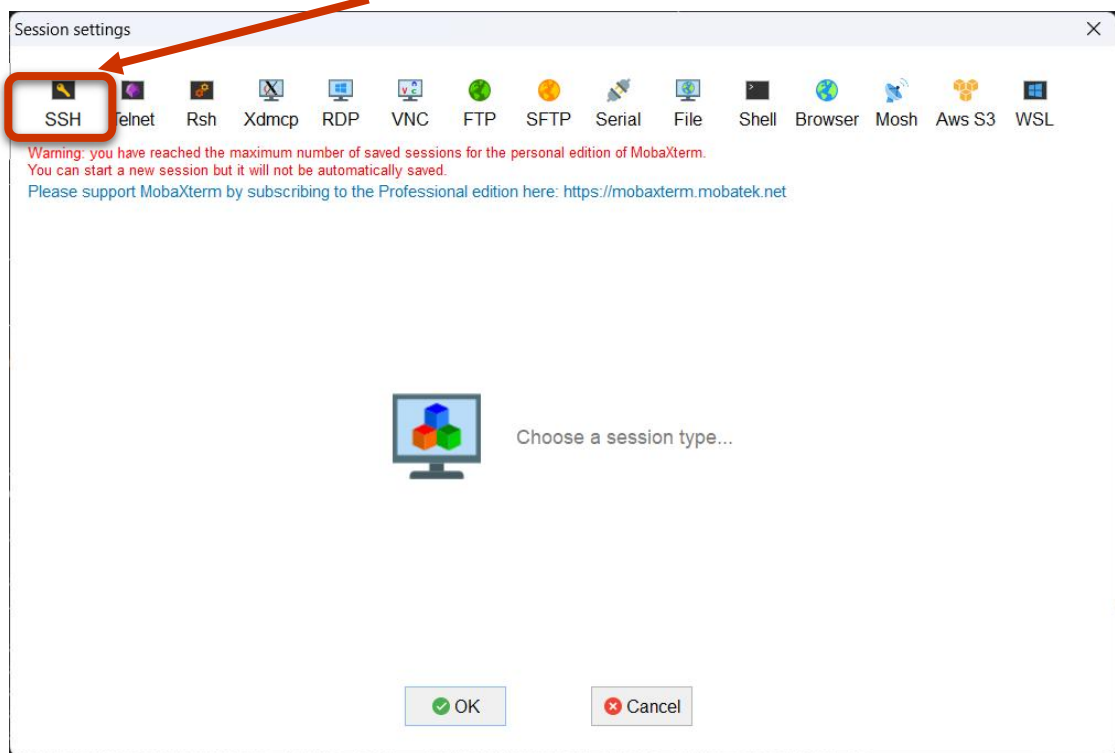 Session settings
SSH Telnet Rsh Xdmcp RDP VNC FTP SFTP Serial File Shell Browser Mosh Aws S3 WSL
Warning: you have reached the maximum number of saved sessions for the personal edition of MobaXterm.
You can start a new session but it will not be automatically saved.
Please support MobaXterm by subscribing to the Professional edition here: https://mobaxterm.mobatek.net
Choose a session type...
OK Cancel